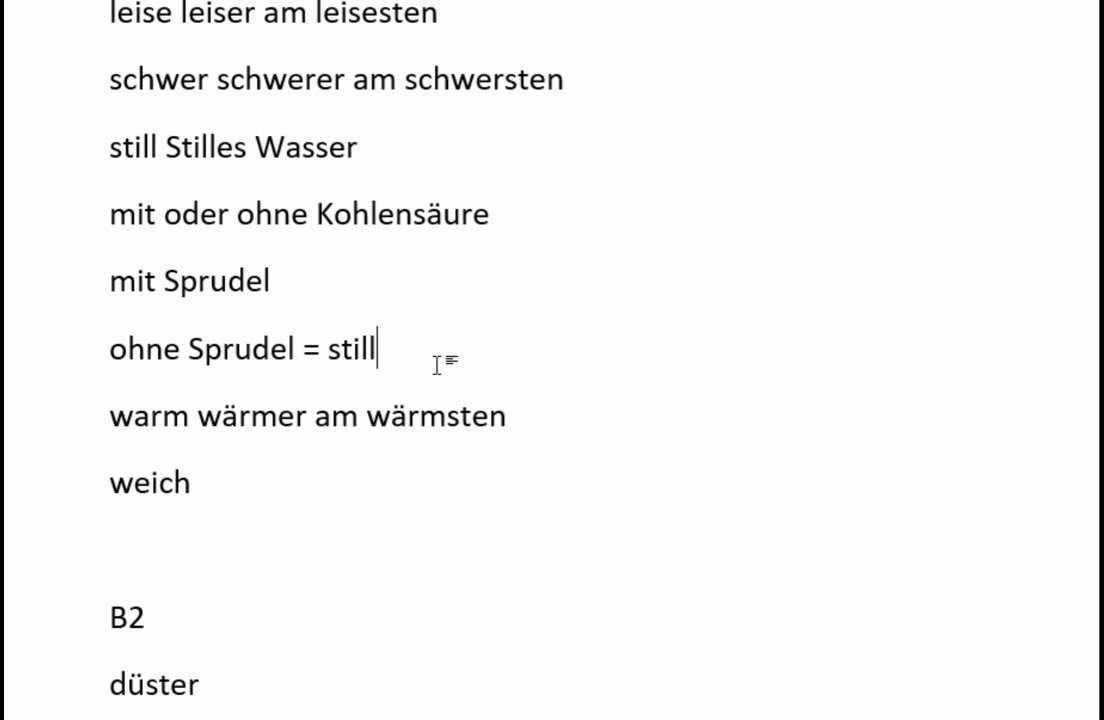 leise leiser am leisesten
schwer schwerer am schwersten
still Stilles Wasser
mit oder ohne Kohlensäure
mit Sprudel
ohne Sprudel = still
warm wärmer am wärmsten
weich
B2
düster